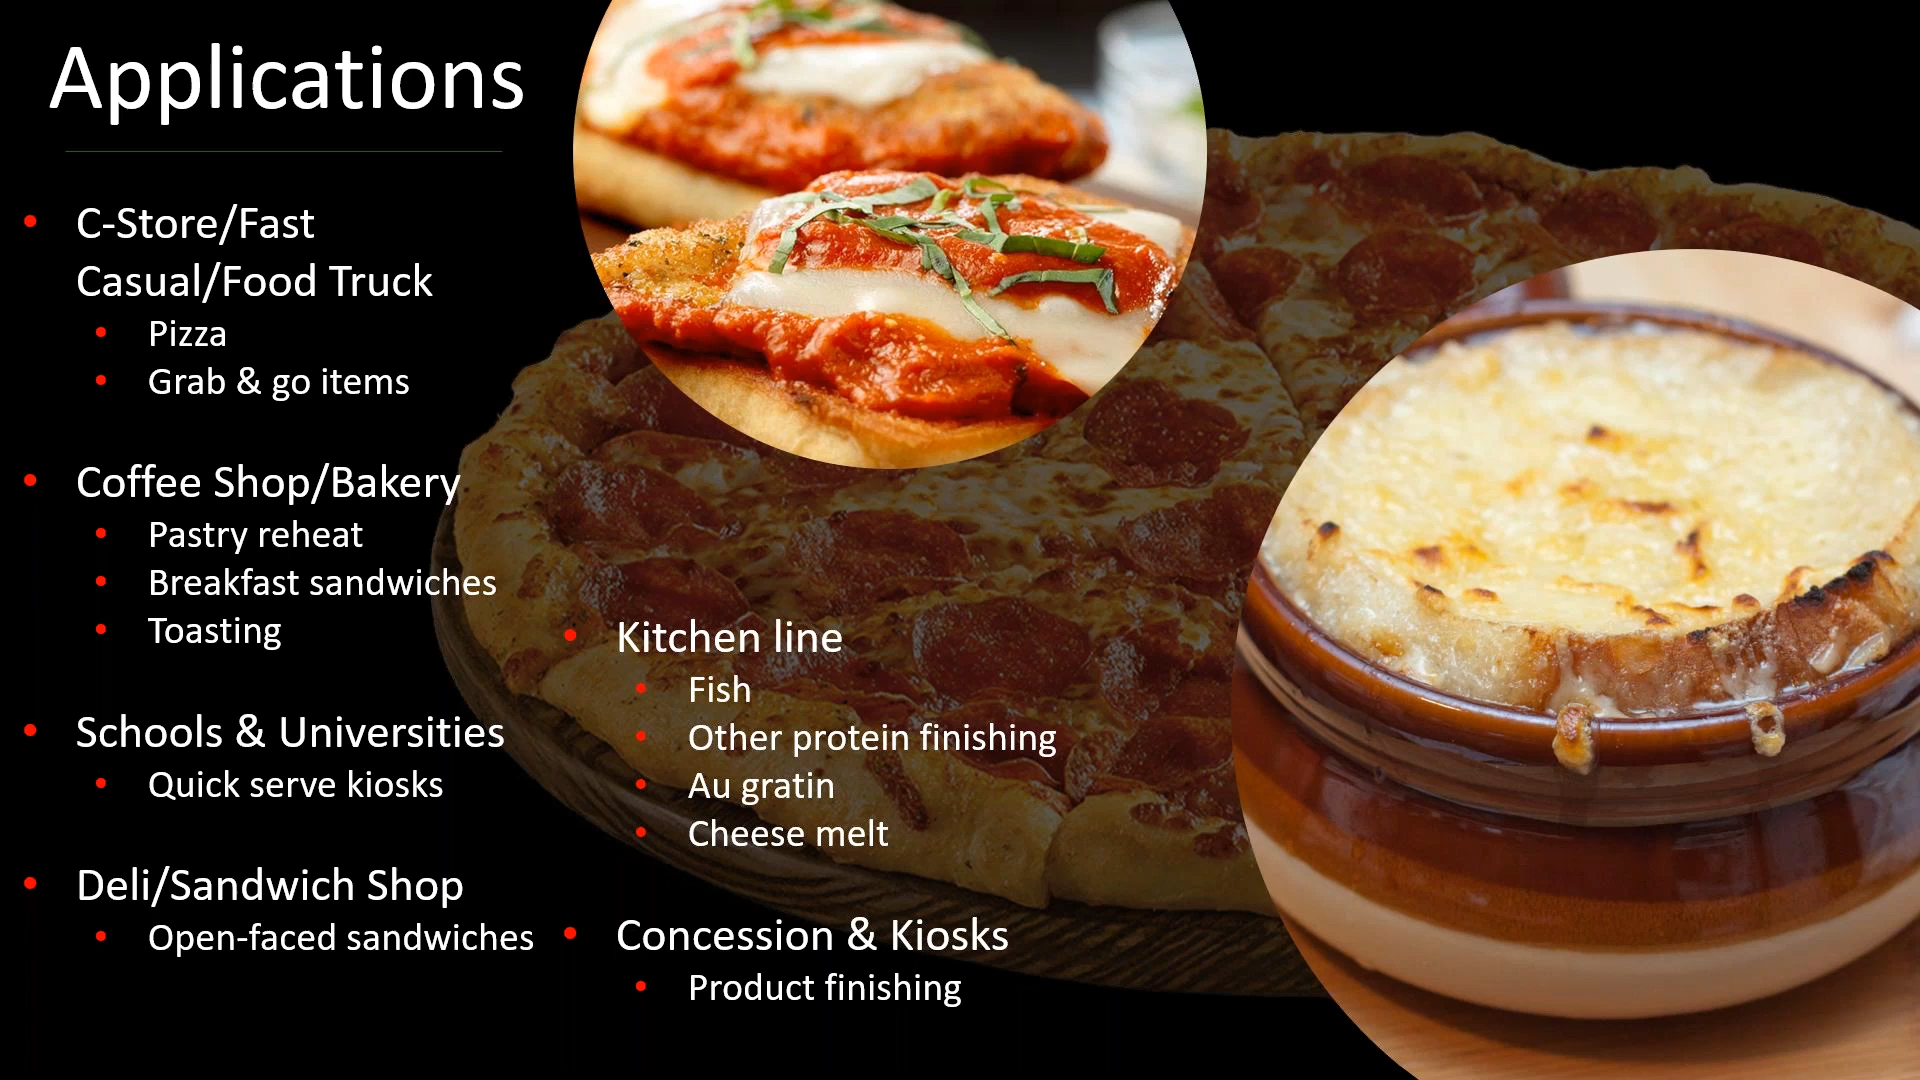 Applications
• C-Store/Fast
Casual/Food Truck
• Pizza
• Grab & go items
• Coffee Shop/Bakery
• Pastry reheat
• Breakfast sandwiches
• Toasting
• Schools & Universities
• Quick serve kiosks
• Deli/Sandwich Shop
• Open-faced sandwiches
• Kitchen line
• Fish
• Other protein finishing
• Au gratin
• Cheese melt
• Concession & Kiosks
• Product finishing